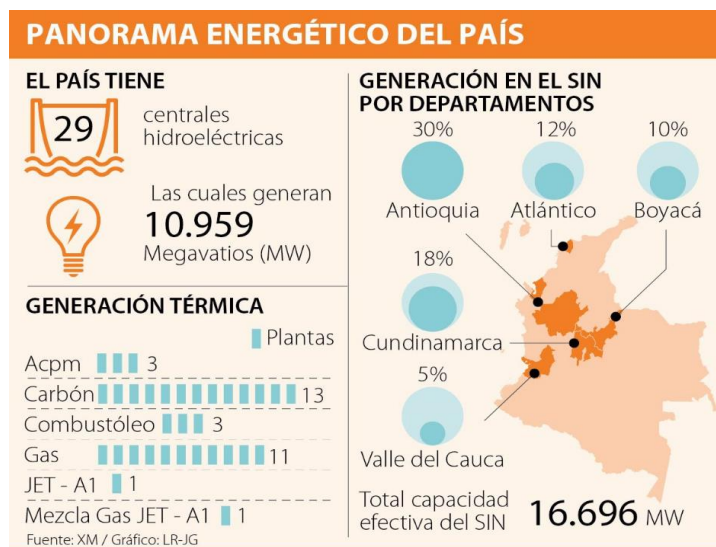 PANORAMA ENERGÉTICO DEL PAÍS
EL PAÍS TIENE
29
centrales
hidroeléctricas
Las cuales generan
10.959
Megavatios (MW)
GENERACIÓN TÉRMICA
Plantas
Acpm 3
Carbón 13
Combustóleo 3
Gas 11
JET - A1 1
Mezcla Gas JET - A1 1
Fuente: XM / Gráfico: LR-JG
GENERACIÓN EN EL SIN
POR DEPARTAMENTOS
30% 12% 10%
Antioquia Atlántico Boyacá
18%
Cundinamarca
5%
Valle del Cauca
Total capacidad
efectiva del SIN 16.696 MW